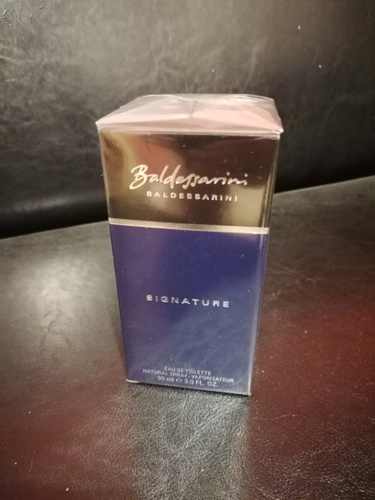 Baldessarini
BALDESSARINI
SIGNATURE
EAU DE TOILETTE
NATURAL SPRAY - VAPORISATEUR
90 ml ℮ 3.0 FL. OZ.